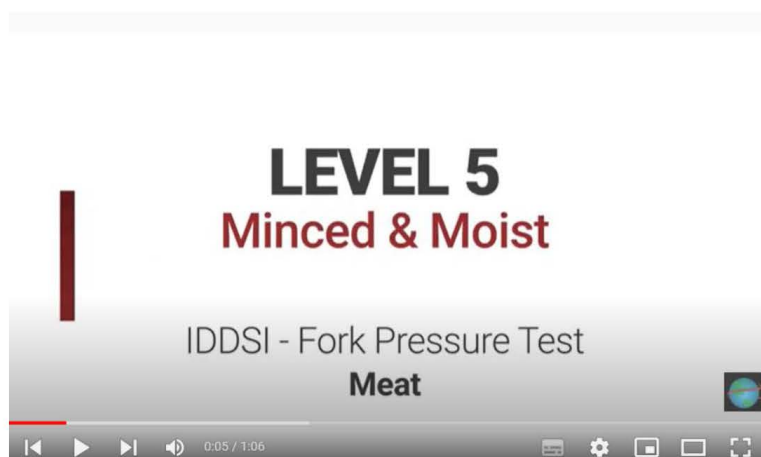 LEVEL 5
Minced & Moist
IDDSI - Fork Pressure Test
Meat
0:05 / 1:06